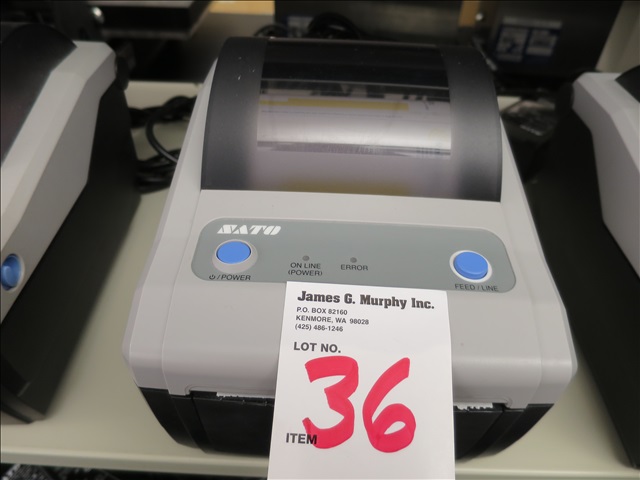 SATO
⏻/POWER
ON LINE
(POWER)
ERROR
FEED/LINE
James G. Murphy Inc.
P.O. BOX 82160
KENMORE, WA 98028
(425) 486-1246
LOT NO.
36
ITEM